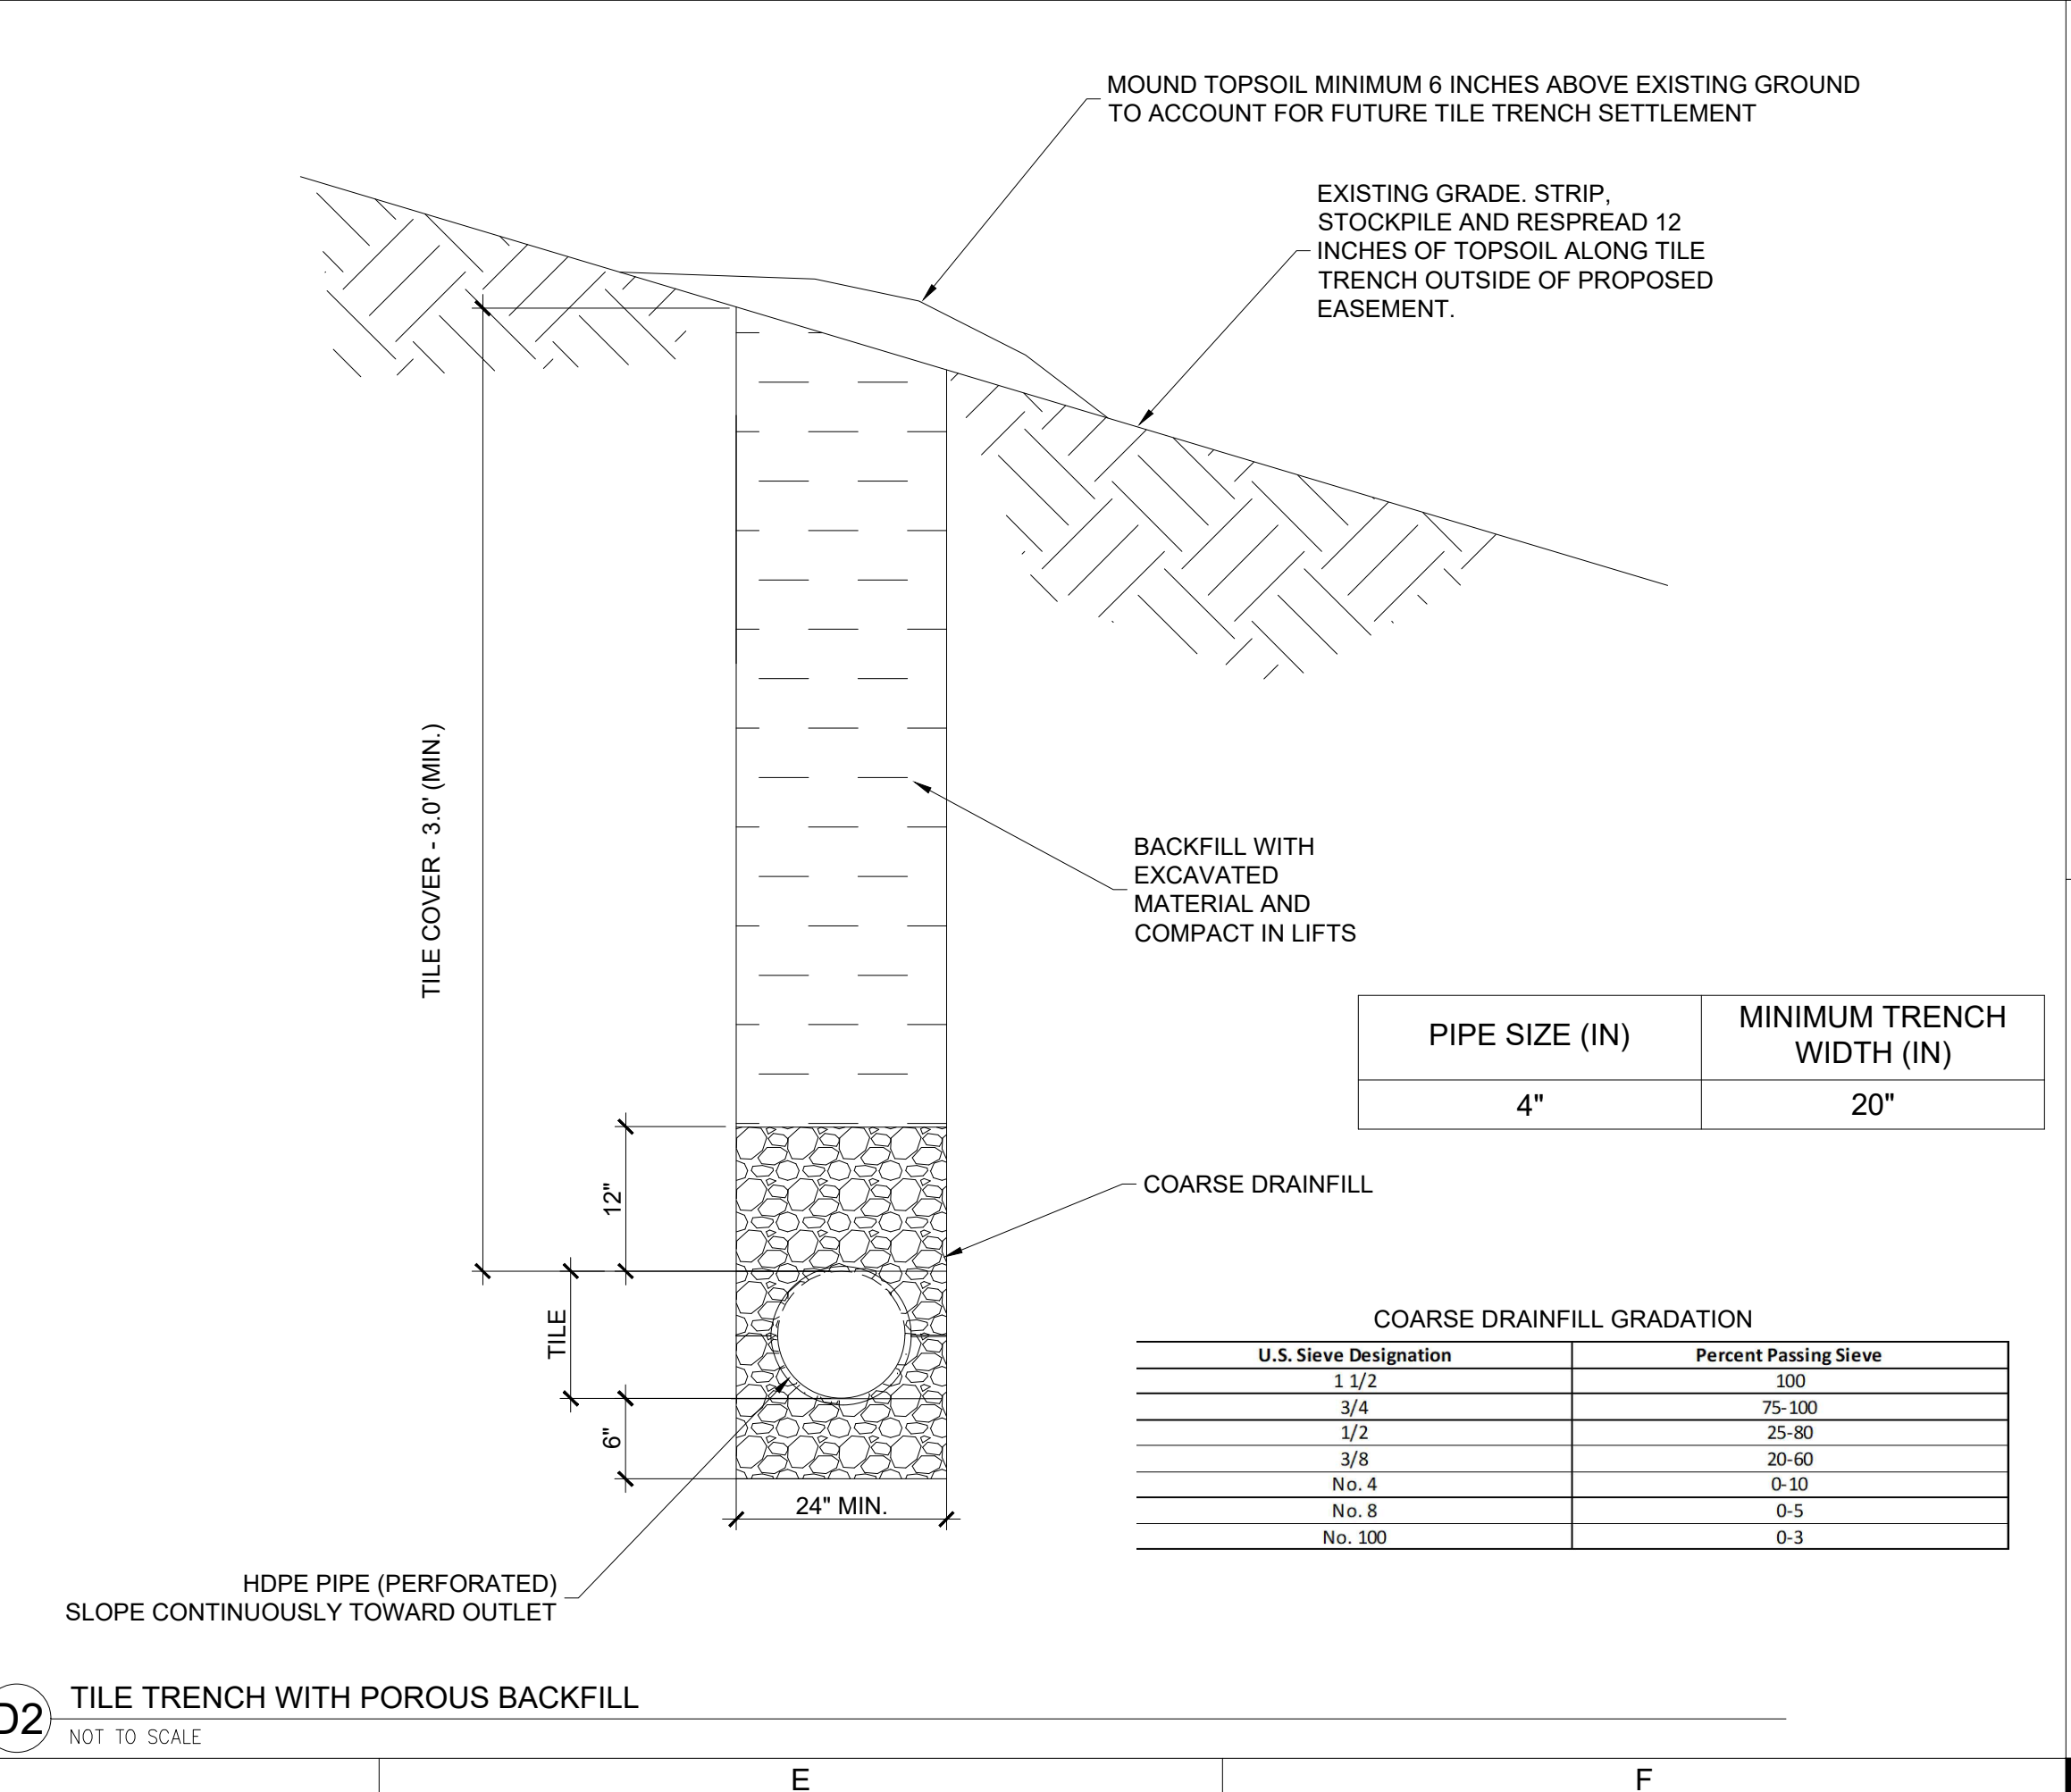 MOUND TOPSOIL MINIMUM 6 INCHES ABOVE EXISTING GROUND
TO ACCOUNT FOR FUTURE TILE TRENCH SETTLEMENT
EXISTING GRADE. STRIP,
STOCKPILE AND RESPREAD 12
INCHES OF TOPSOIL ALONG TILE
TRENCH OUTSIDE OF PROPOSED
EASEMENT.
TILE COVER - 3.0' (MIN.)
BACKFILL WITH
EXCAVATED
MATERIAL AND
COMPACT IN LIFTS
PIPE SIZE (IN)
MINIMUM TRENCH
WIDTH (IN)
4" 20"
12"
COARSE DRAINFILL
TILE
6"
24" MIN.
COARSE DRAINFILL GRADATION
U.S. Sieve Designation Percent Passing Sieve
1 1/2 100
3/4 75-100
1/2 25-80
3/8 20-60
No. 4 0-10
No. 8 0-5
No. 100 0-3
HDPE PIPE (PERFORATED)
SLOPE CONTINUOUSLY TOWARD OUTLET
D2
TILE TRENCH WITH POROUS BACKFILL
NOT TO SCALE
E F